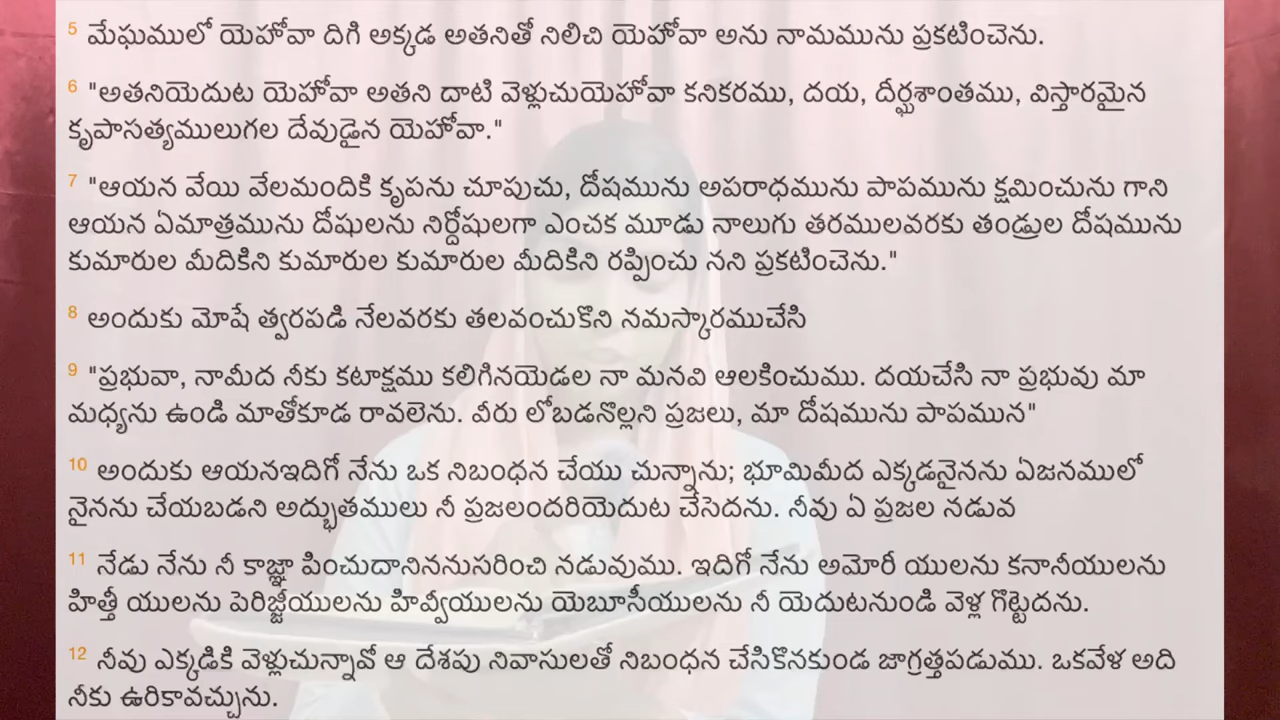 5 మేఘములో యెహోవా దిగి అక్కడ అతనితో నిలిచి యెహోవా అను నామమును ప్రకటించెను.
6 "అతనియెదుట యెహోవా అతని దాటి వెళ్లుచుయెహోవా కనికరము, దయ, దీర్ఘశాంతము, విస్తారమైన
కృపాసత్యములుగల దేవుడైన యెహోవా."
7 "ఆయన వేయి వేలమందికి కృపను చూపుచు, దోషమును అపరాధమును పాపమును క్షమించును గాని
ఆయన ఏమాత్రమును దోషులను నిర్దోషులగా ఎంచక మూడు నాలుగు తరములవరకు తండ్రుల దోషమును
కుమారుల మీదికిని కుమారుల కుమారుల మీదికిని రప్పించు నని ప్రకటించెను."
8 అందుకు మోషే త్వరపడి నేలవరకు తలవంచుకొని నమస్కారముచేసి
9 "ప్రభువా, నామీద నీకు కటాక్షము కలిగినయెడల నా మనవి ఆలకించుము. దయచేసి నా ప్రభువు మా
మధ్యను ఉండి మాతోకూడ రావలెను. వీరు లోబడనొల్లని ప్రజలు, మా దోషమును పాపమున"
10 అందుకు ఆయనఇదిగో నేను ఒక నిబంధన చేయు చున్నాను; భూమిమీద ఎక్కడనైనను ఏజనములో
నైనను చేయబడని అద్భుతములు నీ ప్రజలందరియెదుట చేసెదను. నీవు ఏ ప్రజల నడువ
11 నేడు నేను నీ కాజ్ఞా పించుదానిననుసరించి నడువుము. ఇదిగో నేను అమోరీ యులను కనానీయులను
హిత్తీ యులను పెరిజ్జీయులను హివ్వీయులను యెబూసీయులను నీ యెదుటనుండి వెళ్ల గొట్టెదను.
12 నీవు ఎక్కడికి వెళ్లుచున్నావో ఆ దేశపు నివాసులతో నిబంధన చేసికొనకుండ జాగ్రత్తపడుము. ఒకవేళ అది
నీకు ఉరికావచ్చును.